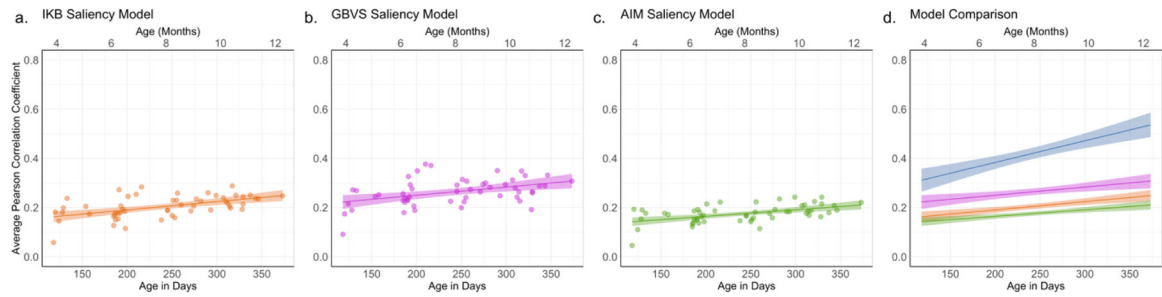 a. IKB Saliency Model
Age (Months)
4 6 8 10 12
Average Pearson Correlation Coefficient
0.8
0.6
0.4
0.2
0.0
150 200 250 300 350
Age in Days
b. GBVS Saliency Model
Age (Months)
4 6 8 10 12
0.8
0.6
0.4
0.2
0.0
150 200 250 300 350
Age in Days
c. AIM Saliency Model
Age (Months)
4 6 8 10 12
0.8
0.6
0.4
0.2
0.0
150 200 250 300 350
Age in Days
d. Model Comparison
Age (Months)
4 6 8 10 12
0.8
0.6
0.4
0.2
0.0
150 200 250 300 350
Age in Days